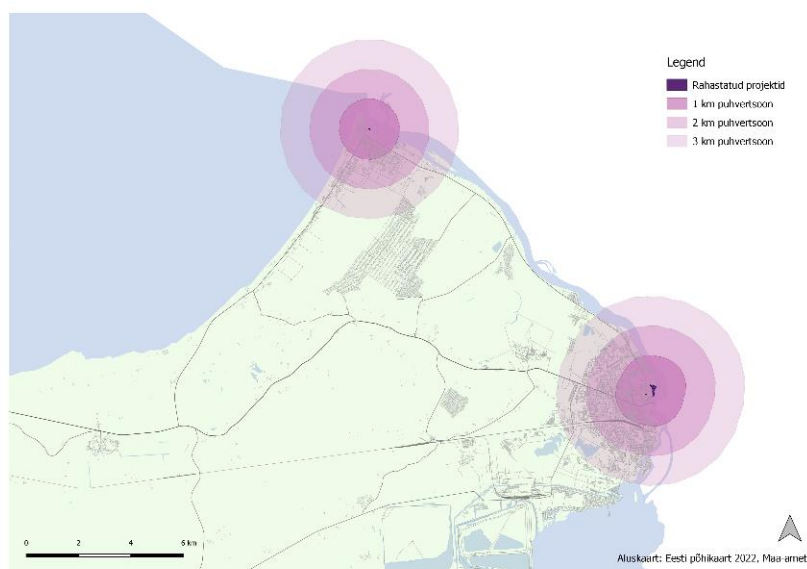 Legend
Rahastatud projektid
1 km puhvertsoon
2 km puhvertsoon
3 km puhvertsoon
0 2 4 6 km
Aluskaart: Eesti põhikaart 2022, Maa-amet